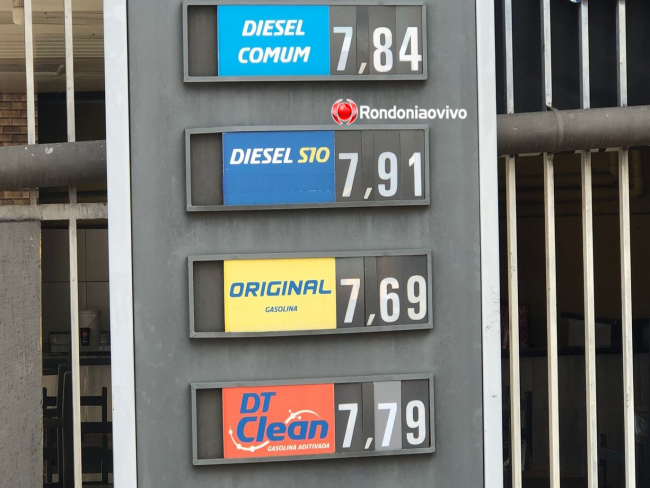 DIESEL
COMUM
7,84
Rondoniaovivo
DIESEL S10
7,91
ORIGINAL
GASOLINA
7,69
DT
Clean
GASOLINA ADITIVADA
7,79